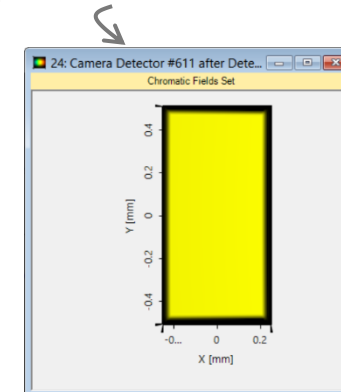 24: Camera Detector #611 after Dete...
Chromatic Fields Set
0.4
0.2
0
-0.2
-0.4
Y [mm]
-0... 0 0.2
X [mm]